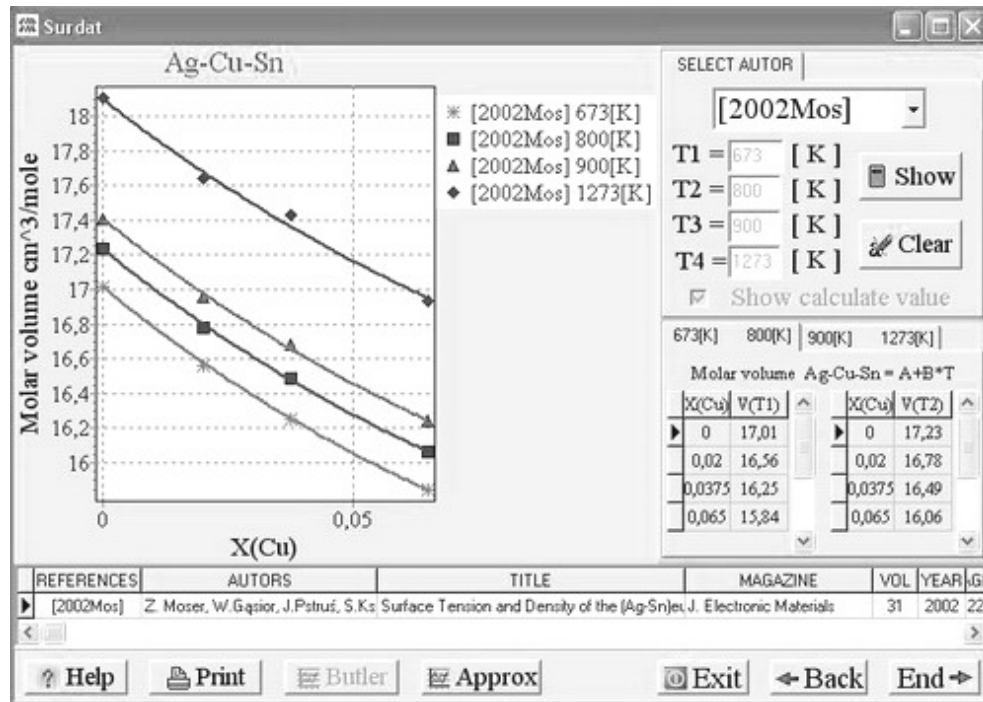 Surdat
Ag-Cu-Sn
18
17,8
17,6
17,4
17,2
17
16,8
16,6
16,4
16,2
16
Molar volume cm^3/mole
0
0,05
X(Cu)
[2002Mos] 673[K]
[2002Mos] 800[K]
[2002Mos] 900[K]
[2002Mos] 1273[K]
SELECT AUTOR
[2002Mos]
T1 = 673 [ K ]
T2 = 800 [ K ]
T3 = 900 [ K ]
T4 = 1273 [ K ]
Show
Clear
Show calculate value
673[K] 800[K] 900[K] 1273[K]
Molar volume Ag-Cu-Sn = A+B*T
X(Cu) V(T1) X(Cu) V(T2)
0 17,01 0 17,23
0,02 16,56 0,02 16,78
0,0375 16,25 0,0375 16,49
0,065 15,84 0,065 16,06
REFERENCES AUTORS TITLE MAGAZINE VOL YEAR
[2002Mos] Z. Moser, W.Gąsior, J.Pstruś, S.Ks Surface Tension and Density of the (Ag-Sn)eu J. Electronic Materials 31 2002 22
? Help Print Butler Approx Exit Back End